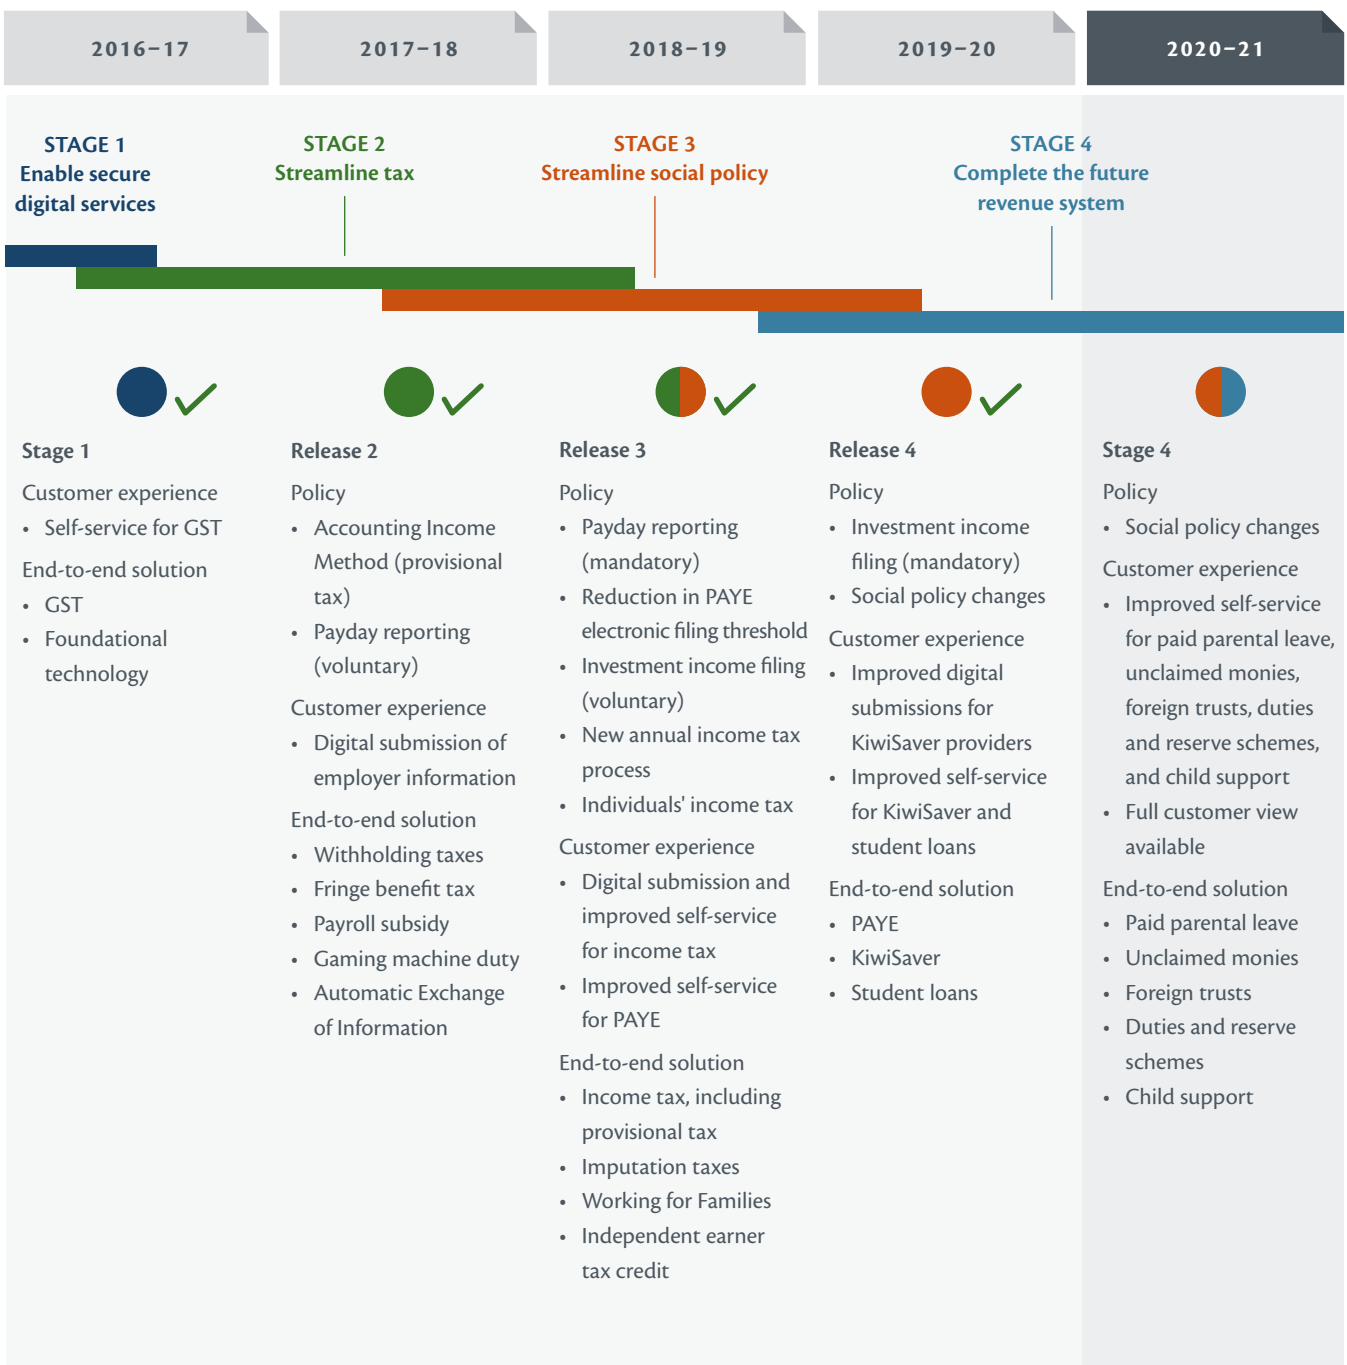 2016–17
2017–18
2018–19
2019–20
2020–21
STAGE 1
Enable secure
digital services
STAGE 2
Streamline tax
STAGE 3
Streamline social policy
STAGE 4
Complete the future
revenue system
Stage 1
Customer experience
• Self-service for GST
End-to-end solution
• GST
• Foundational
technology
Release 2
Policy
• Accounting Income
Method (provisional
tax)
• Payday reporting
(voluntary)
Customer experience
• Digital submission of
employer information
End-to-end solution
• Withholding taxes
• Fringe benefit tax
• Payroll subsidy
• Gaming machine duty
• Automatic Exchange
of Information
Release 3
Policy
• Payday reporting
(mandatory)
• Reduction in PAYE
electronic filing threshold
• Investment income filing
(voluntary)
• New annual income tax
process
• Individuals' income tax
Customer experience
• Digital submission and
improved self-service
for income tax
• Improved self-service
for PAYE
End-to-end solution
• Income tax, including
provisional tax
• Imputation taxes
• Working for Families
• Independent earner
tax credit
Release 4
Policy
• Investment income
filing (mandatory)
• Social policy changes
Customer experience
• Improved digital
submissions for
KiwiSaver providers
• Improved self-service
for KiwiSaver and
student loans
End-to-end solution
• PAYE
• KiwiSaver
• Student loans
Stage 4
Policy
• Social policy changes
Customer experience
• Improved self-service
for paid parental leave,
unclaimed monies,
foreign trusts, duties
and reserve schemes,
and child support
• Full customer view
available
End-to-end solution
• Paid parental leave
• Unclaimed monies
• Foreign trusts
• Duties and reserve
schemes
• Child support